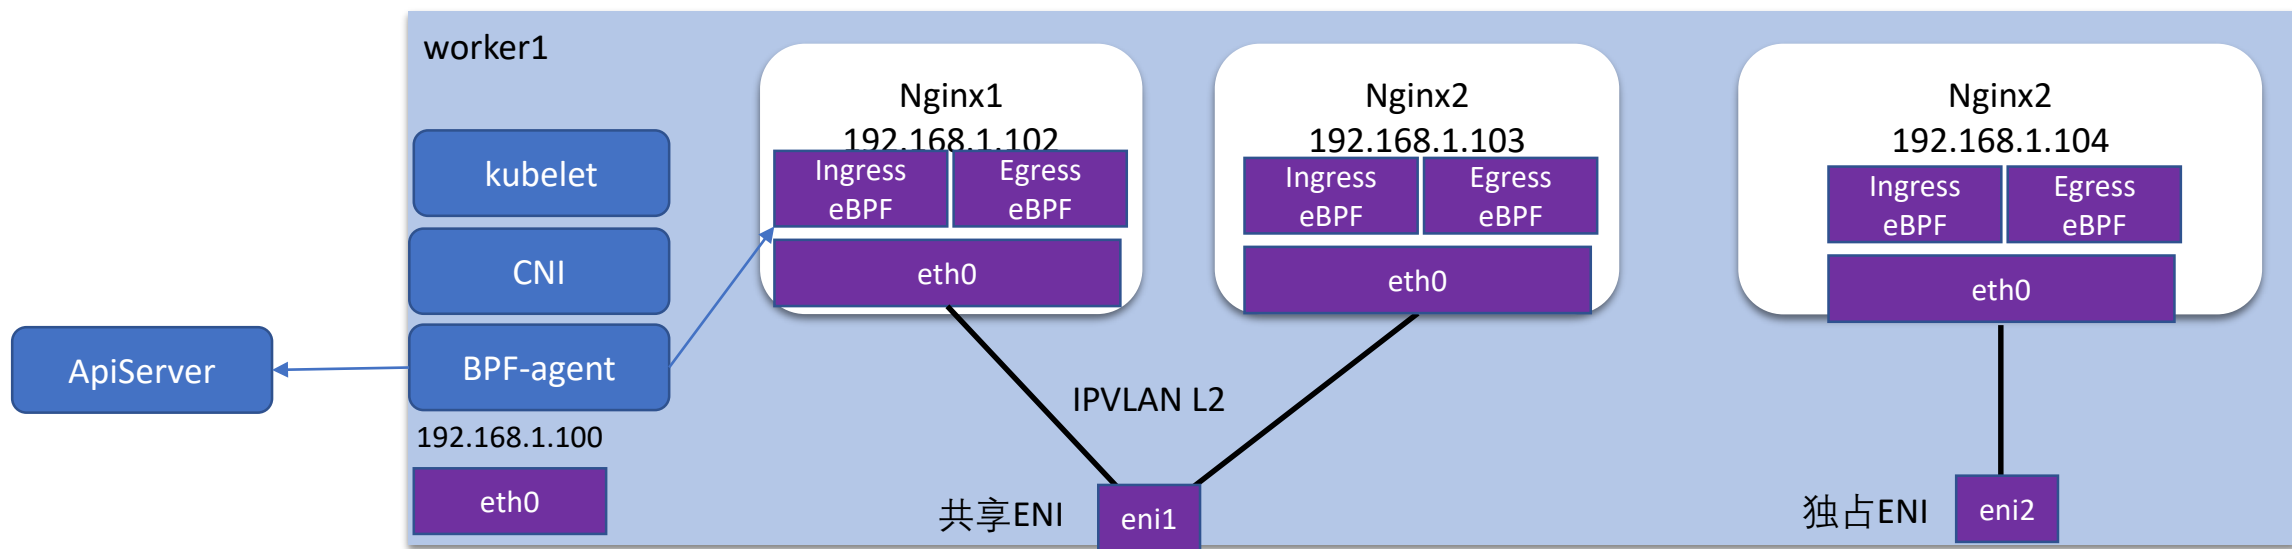 worker1
kubelet
CNI
BPF-agent
192.168.1.100
eth0
ApiServer
Nginx1
192.168.1.102
Ingress
eBPF
Egress
eBPF
eth0
Nginx2
192.168.1.103
Ingress
eBPF
Egress
eBPF
eth0
Nginx2
192.168.1.104
Ingress
eBPF
Egress
eBPF
eth0
IPVLAN L2
共享ENI
eni1
独占ENI
eni2